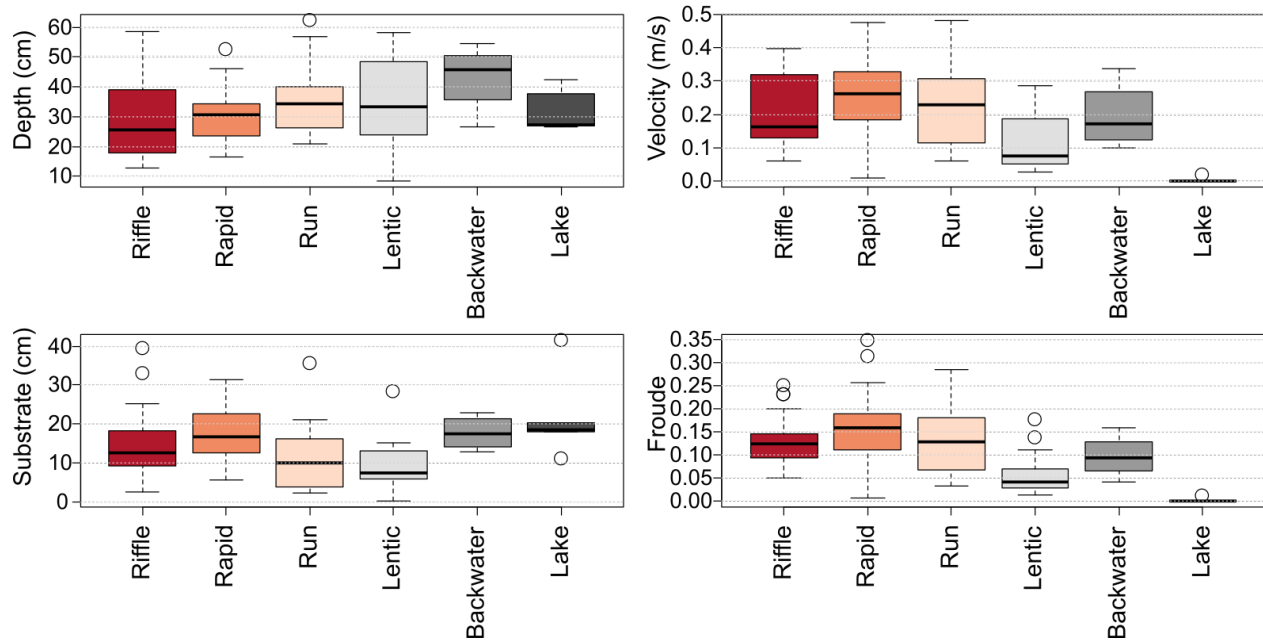 Depth (cm)
60
50
40
30
20
10
Riffle
Rapid
Run
Lentic
Backwater
Lake
Velocity (m/s)
0.5
0.4
0.3
0.2
0.1
0.0
Riffle
Rapid
Run
Lentic
Backwater
Lake
Substrate (cm)
40
30
20
10
0
Riffle
Rapid
Run
Lentic
Backwater
Lake
Froude
0.35
0.30
0.25
0.20
0.15
0.10
0.05
0.00
Riffle
Rapid
Run
Lentic
Backwater
Lake